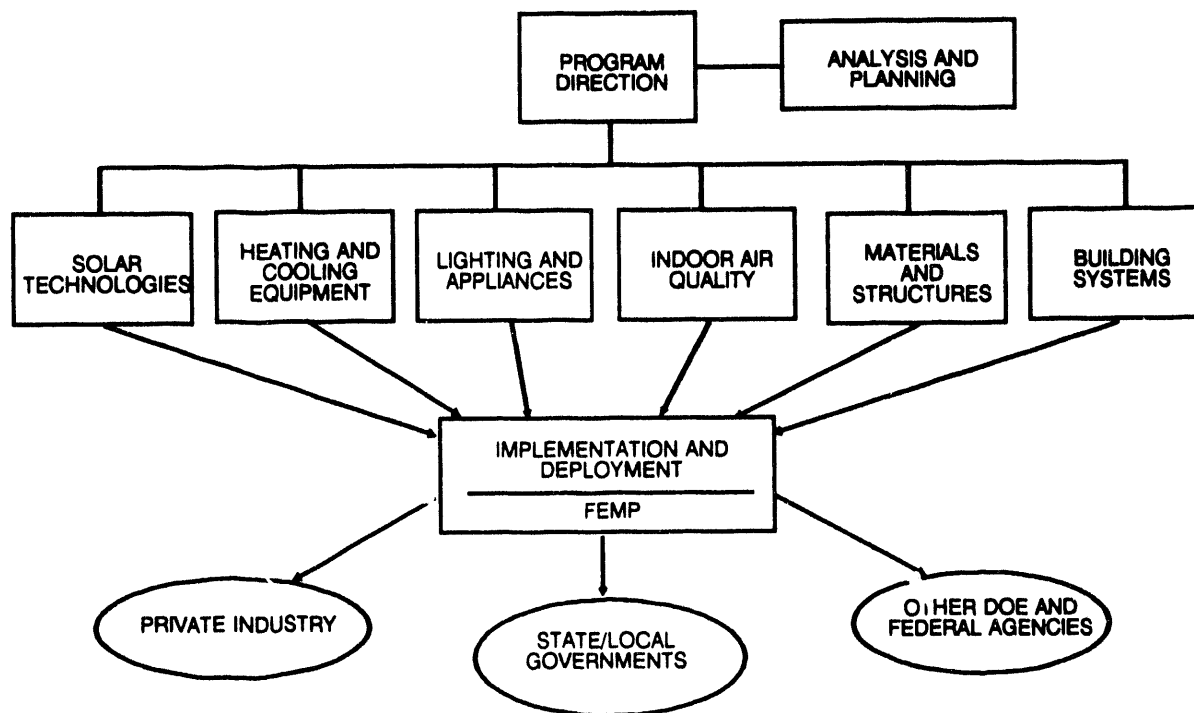 PROGRAM
DIRECTION
ANALYSIS AND
PLANNING
SOLAR
TECHNOLOGIES
HEATING AND
COOLING
EQUIPMENT
LIGHTING AND
APPLIANCES
INDOOR AIR
QUALITY
MATERIALS
AND
STRUCTURES
BUILDING
SYSTEMS
IMPLEMENTATION AND
DEPLOYMENT
FEMP
PRIVATE INDUSTRY
STATE/LOCAL
GOVERNMENTS
OTHER DOE AND
FEDERAL AGENCIES